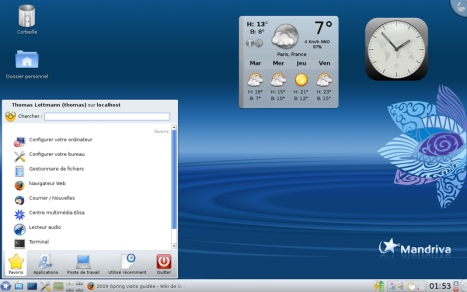 Corbeille
Dossier personnel
H: 13°
B: 8°
7°
4 km/h NNO
87%
Paris, France
Mar Mer Jeu Ven
H: 16° H: 15° H: 21° H: 23°
B: 7° B: 10° B: 12° B: 14°
Thomas Lottmann (thomas) sur localhost
Chercher :
Favoris
Configurer votre ordinateur
Configurer votre bureau
Gestionnaire de fichiers
Navigateur Web
Courrier / Nouvelles
Centre multimédia Elisa
Lecteur audio
Terminal
Favoris Applications Poste de travail Utilisé récemment Quitter
Mandriva
2009 Spring visite guidée - Wiki de
01:53